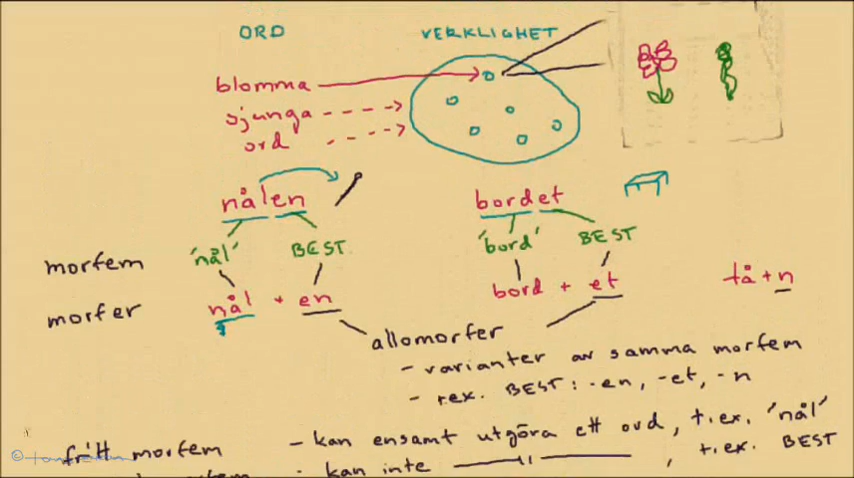 ORD VERKLIGHET
blomma
sjunga
ord
nålen bordet
morfem 'nål' BEST 'bord' BEST
morfer nål + en bord + et tå + n
allomorfer
- varianter av samma morfem
- t.ex. BEST: -en, -et, -n
fritt morfem - kan ensamt utgöra ett ord, t.ex. 'nål'
morfem - kan inte —"— , t.ex. BEST